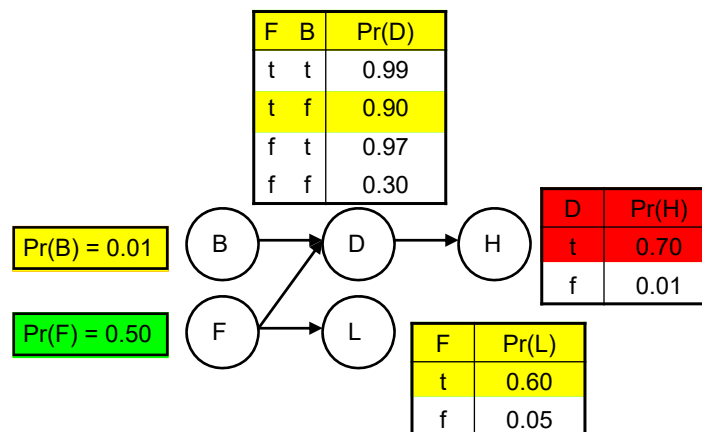 F B Pr(D)
t t 0.99
t f 0.90
f t 0.97
f f 0.30
Pr(B) = 0.01
B
D
H
D Pr(H)
t 0.70
f 0.01
Pr(F) = 0.50
F
L
F Pr(L)
t 0.60
f 0.05